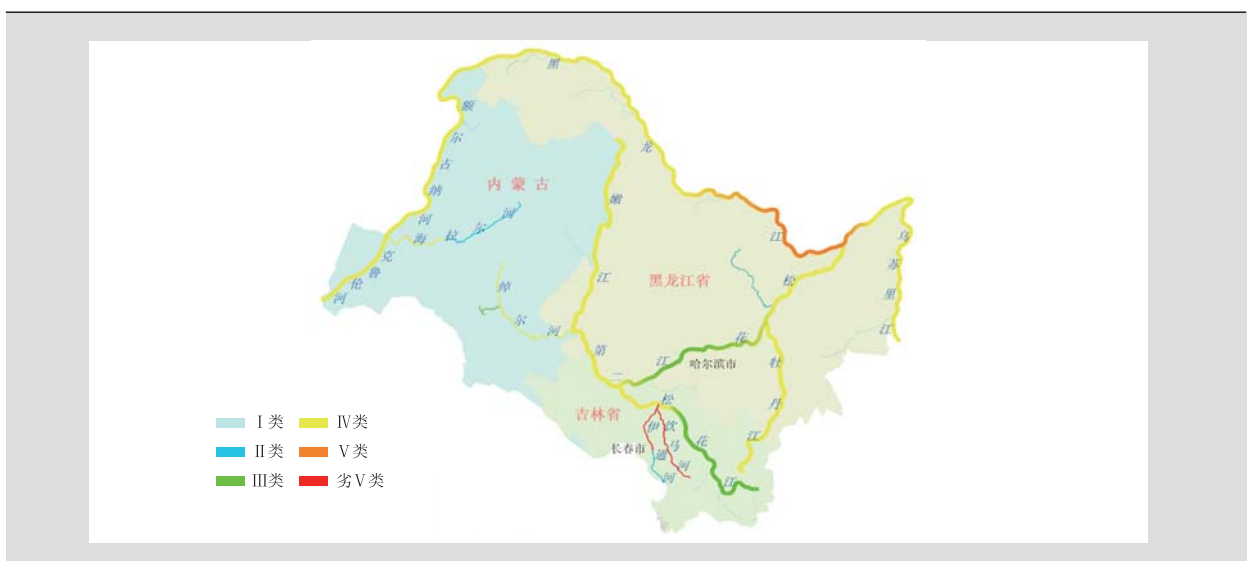 黑龙江
额尔古纳河
海拉尔河
克鲁伦河
内蒙古
嫩江
绰尔河
黑龙江省
松花江
乌苏里江
哈尔滨市
牡丹江
第二松花江
吉林省
长春市
伊通河
饮马河
Ⅰ类
Ⅳ类
Ⅱ类
Ⅴ类
Ⅲ类
劣Ⅴ类